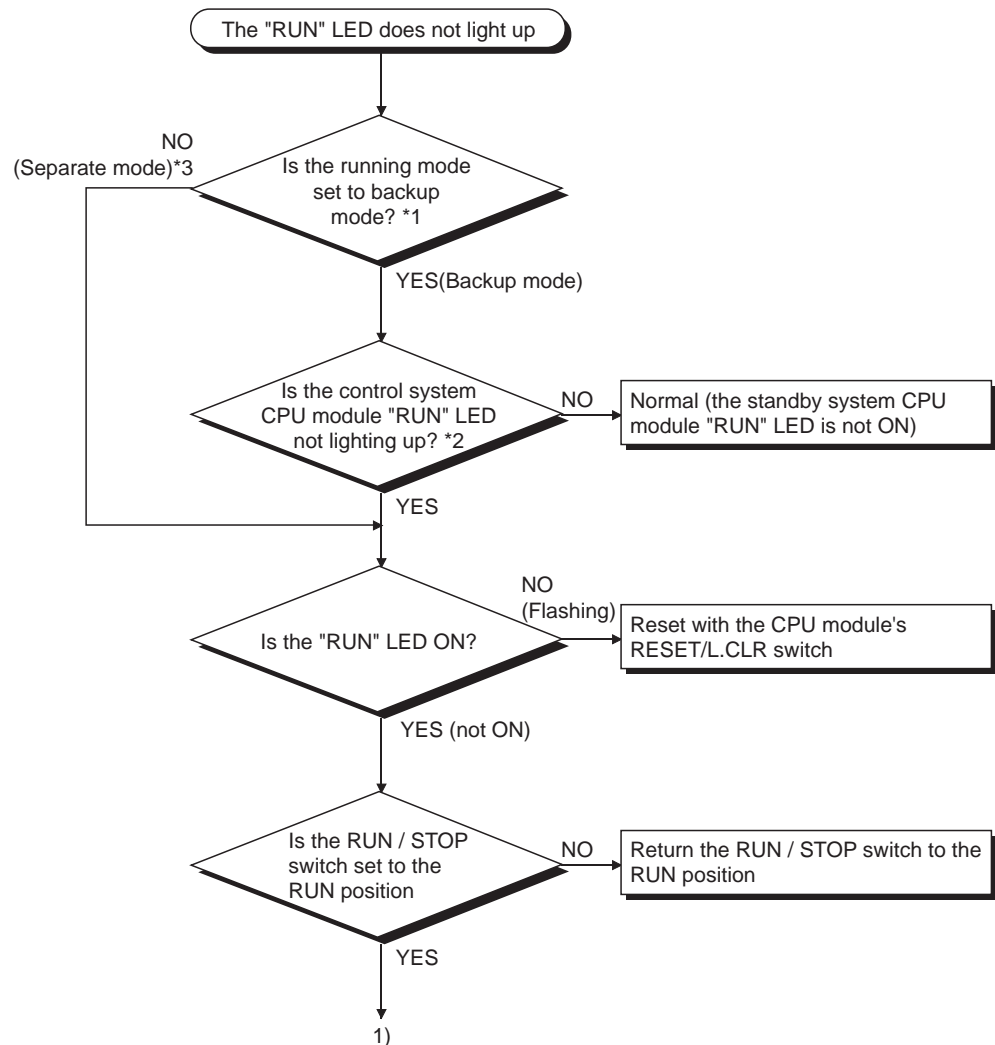 The "RUN" LED does not light up
NO
(Separate mode)*3
Is the running mode
set to backup
mode? *1
YES(Backup mode)
Is the control system
CPU module "RUN" LED
not lighting up? *2
NO
Normal (the standby system CPU
module "RUN" LED is not ON)
YES
NO
(Flashing)
Is the "RUN" LED ON?
Reset with the CPU module's
RESET/L.CLR switch
YES (not ON)
Is the RUN / STOP
switch set to the
RUN position
NO
Return the RUN / STOP switch to the
RUN position
YES
1)